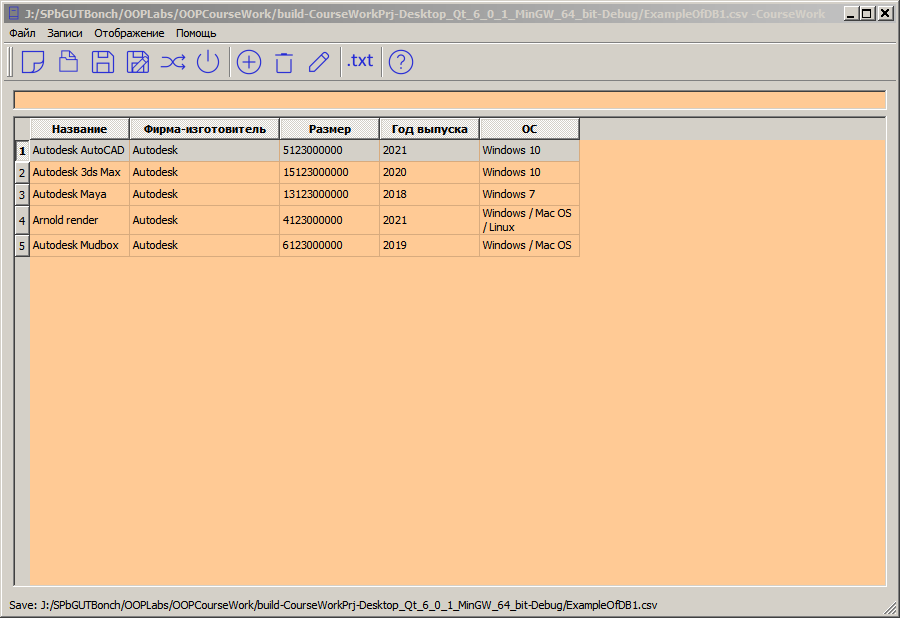 J:/SPbGUTBonch/OOPLabs/OOPCourseWork/build-CourseWorkPrj-Desktop_Qt_6_0_1_MinGW_64_bit-Debug/ExampleOfDB1.csv -CourseWork
Файл Записи Отображение Помощь
.txt
Название Фирма-изготовитель Размер Год выпуска ОС
1 Autodesk AutoCAD Autodesk 5123000000 2021 Windows 10
2 Autodesk 3ds Max Autodesk 15123000000 2020 Windows 10
3 Autodesk Maya Autodesk 13123000000 2018 Windows 7
4 Arnold render Autodesk 4123000000 2021 Windows / Mac OS
/ Linux
5 Autodesk Mudbox Autodesk 6123000000 2019 Windows / Mac OS
Save: J:/SPbGUTBonch/OOPLabs/OOPCourseWork/build-CourseWorkPrj-Desktop_Qt_6_0_1_MinGW_64_bit-Debug/ExampleOfDB1.csv